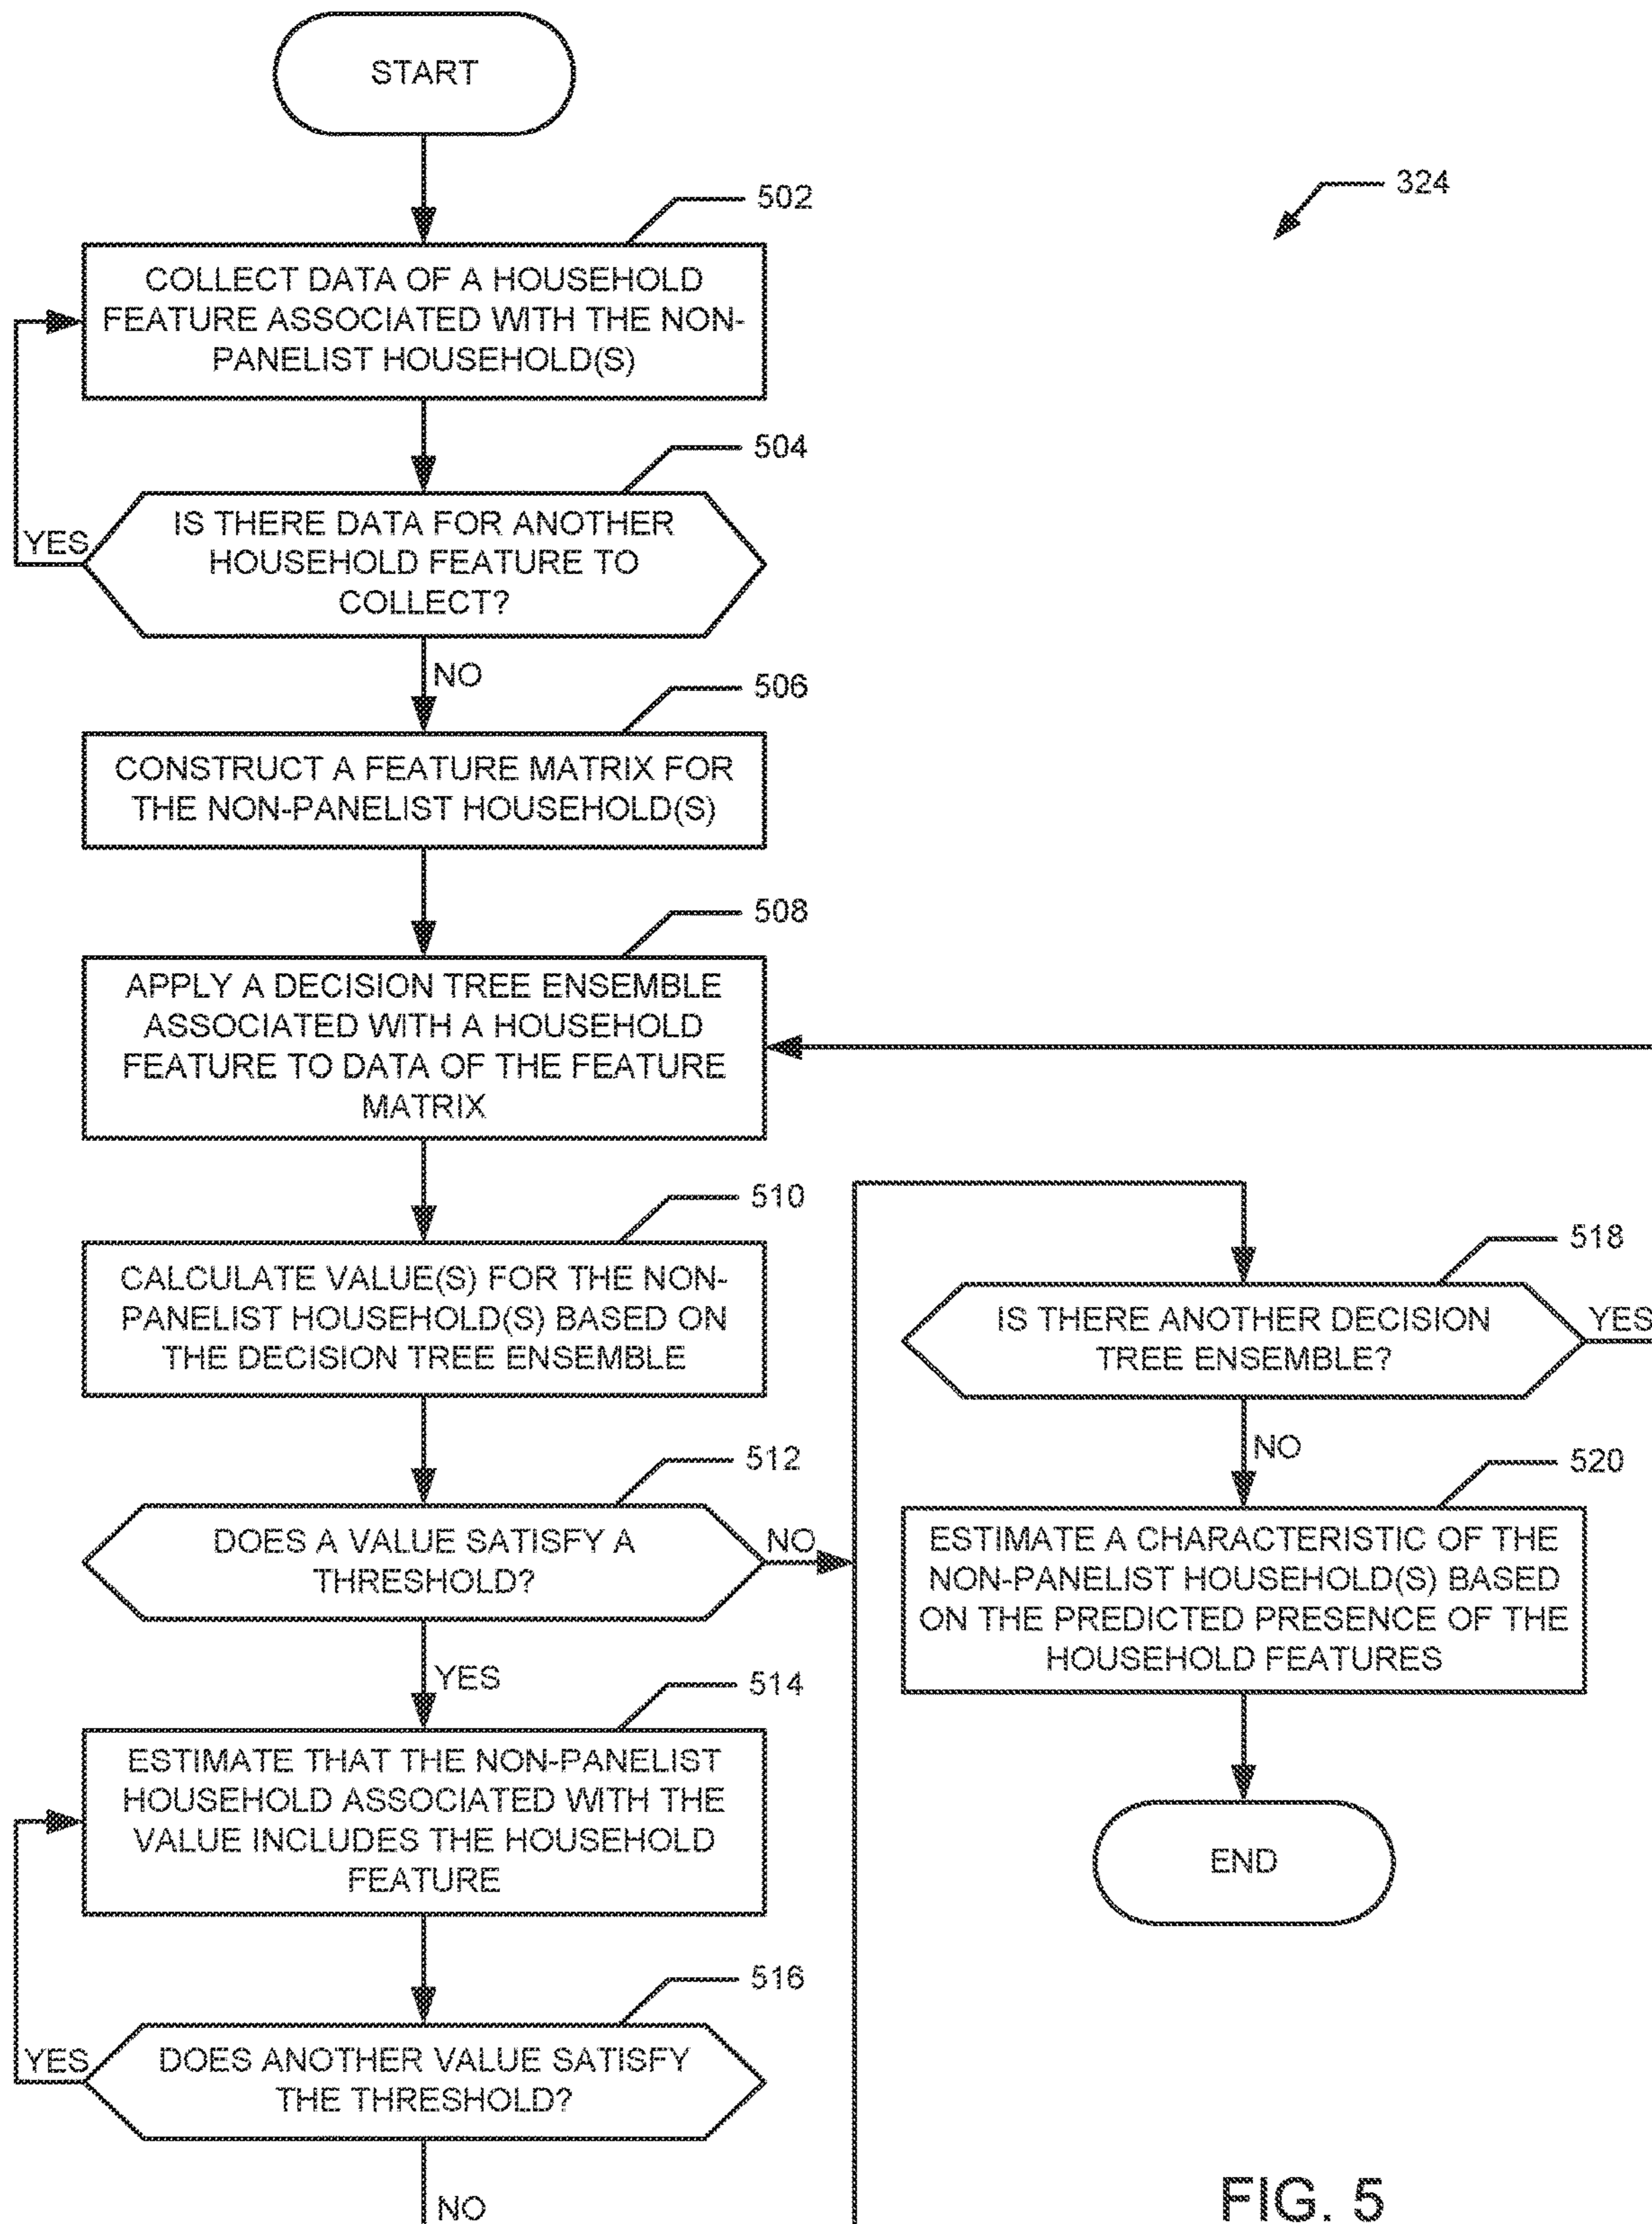 START
324
502
COLLECT DATA OF A HOUSEHOLD
FEATURE ASSOCIATED WITH THE NON-
PANELIST HOUSEHOLD(S)
504
IS THERE DATA FOR ANOTHER
HOUSEHOLD FEATURE TO
COLLECT?
YES
NO
506
CONSTRUCT A FEATURE MATRIX FOR
THE NON-PANELIST HOUSEHOLD(S)
508
APPLY A DECISION TREE ENSEMBLE
ASSOCIATED WITH A HOUSEHOLD
FEATURE TO DATA OF THE FEATURE
MATRIX
510
CALCULATE VALUE(S) FOR THE NON-
PANELIST HOUSEHOLD(S) BASED ON
THE DECISION TREE ENSEMBLE
512
DOES A VALUE SATISFY A
THRESHOLD?
NO
YES
514
ESTIMATE THAT THE NON-PANELIST
HOUSEHOLD ASSOCIATED WITH THE
VALUE INCLUDES THE HOUSEHOLD
FEATURE
516
DOES ANOTHER VALUE SATISFY
THE THRESHOLD?
YES
NO
518
IS THERE ANOTHER DECISION
TREE ENSEMBLE?
YES
NO
520
ESTIMATE A CHARACTERISTIC OF THE
NON-PANELIST HOUSEHOLD(S) BASED
ON THE PREDICTED PRESENCE OF THE
HOUSEHOLD FEATURES
END
FIG. 5